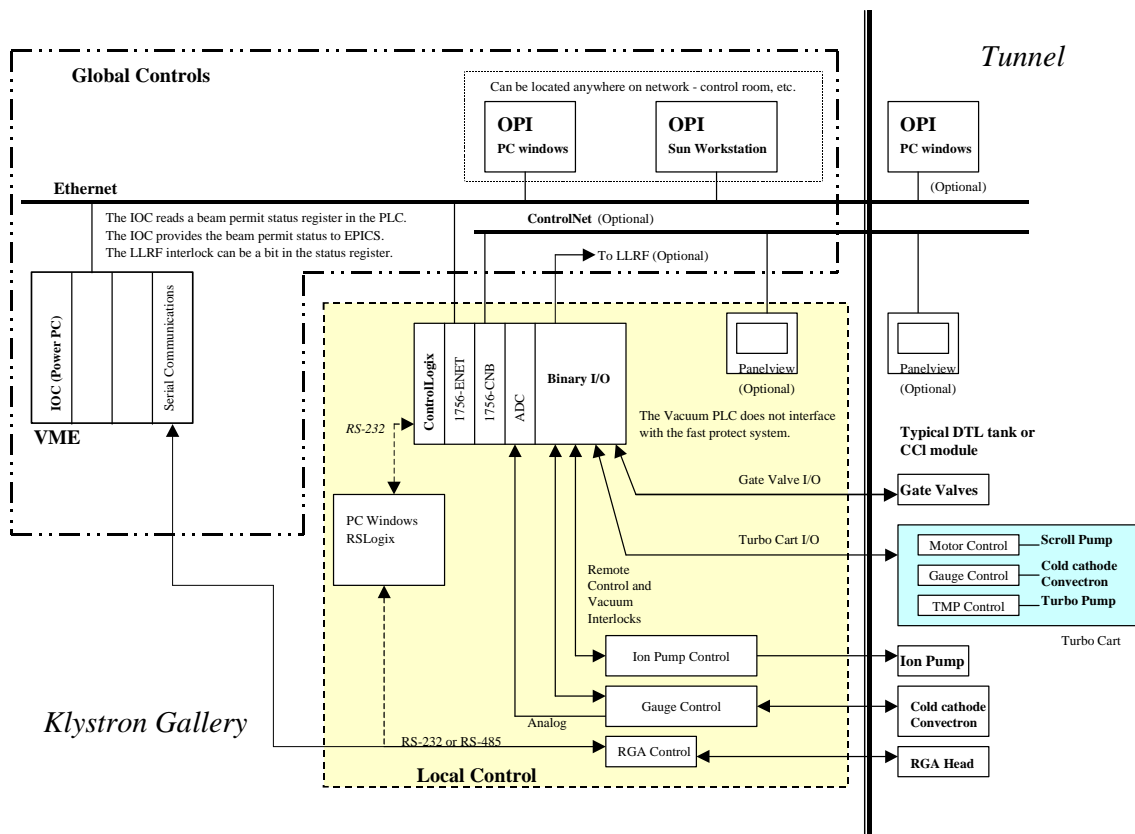 Tunnel
Global Controls
Can be located anywhere on network - control room, etc.
OPI
PC windows
OPI
Sun Workstation
OPI
PC windows
(Optional)
Ethernet
The IOC reads a beam permit status register in the PLC.
The IOC provides the beam permit status to EPICS.
The LLRF interlock can be a bit in the status register.
ControlNet (Optional)
To LLRF (Optional)
IOC (Power PC)
Serial Communications
VME
ControlLogix
1756-ENET
1756-CNB
ADC
Binary I/O
Panelview
(Optional)
Panelview
(Optional)
The Vacuum PLC does not interface
with the fast protect system.
RS-232
Typical DTL tank or
CCl module
Gate Valve I/O
Gate Valves
PC Windows
RSLogix
Turbo Cart I/O
Motor Control
Scroll Pump
Gauge Control
Cold cathode
Convectron
TMP Control
Turbo Pump
Turbo Cart
Remote
Control and
Vacuum
Interlocks
Ion Pump Control
Ion Pump
Gauge Control
Cold cathode
Convectron
Analog
Klystron Gallery
RS-232 or RS-485
RGA Control
RGA Head
Local Control